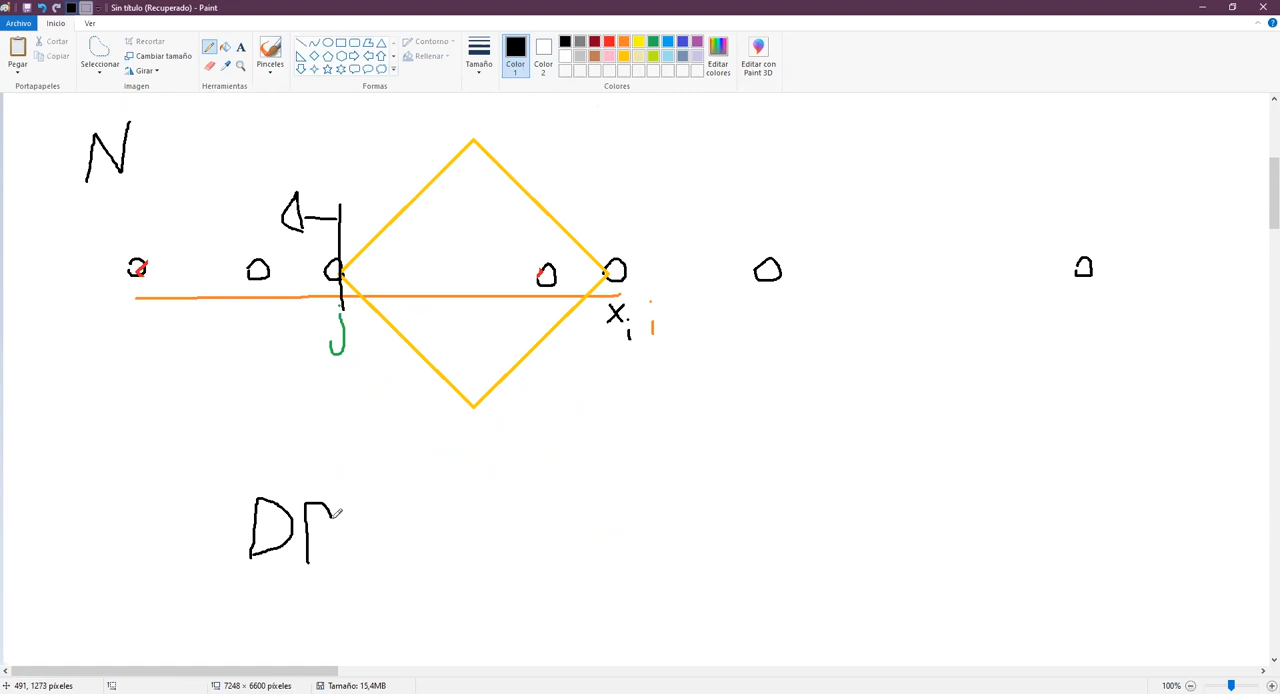 Sin título (Recuperado) - Paint
Archivo Inicio Ver
Pegar
Cortar
Copiar
Portapapeles
Seleccionar
Recortar
Cambiar tamaño
Girar
Imagen
A
Herramientas
Pinceles
Formas
Contorno
Rellenar
Tamaño
Color 1
Color 2
Colores
Editar colores
Editar con Paint 3D
N
j
xi
i
491, 1273 píxeles
7248 × 6600 píxeles
Tamaño: 15,4MB
100%